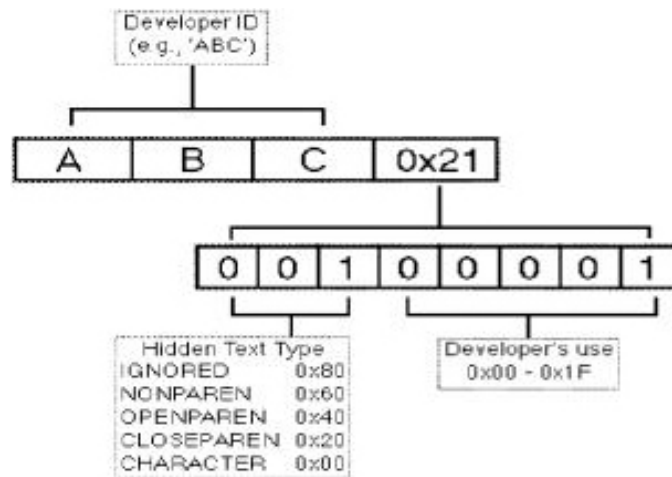 Developer ID
(e.g., 'ABC')
A B C 0x21
0 0 1 0 0 0 0 1
Hidden Text Type
IGNORED 0x80
NONPAREN 0x60
OPENPAREN 0x40
CLOSEPAREN 0x20
CHARACTER 0x00
Developer's use
0x00 - 0x1F